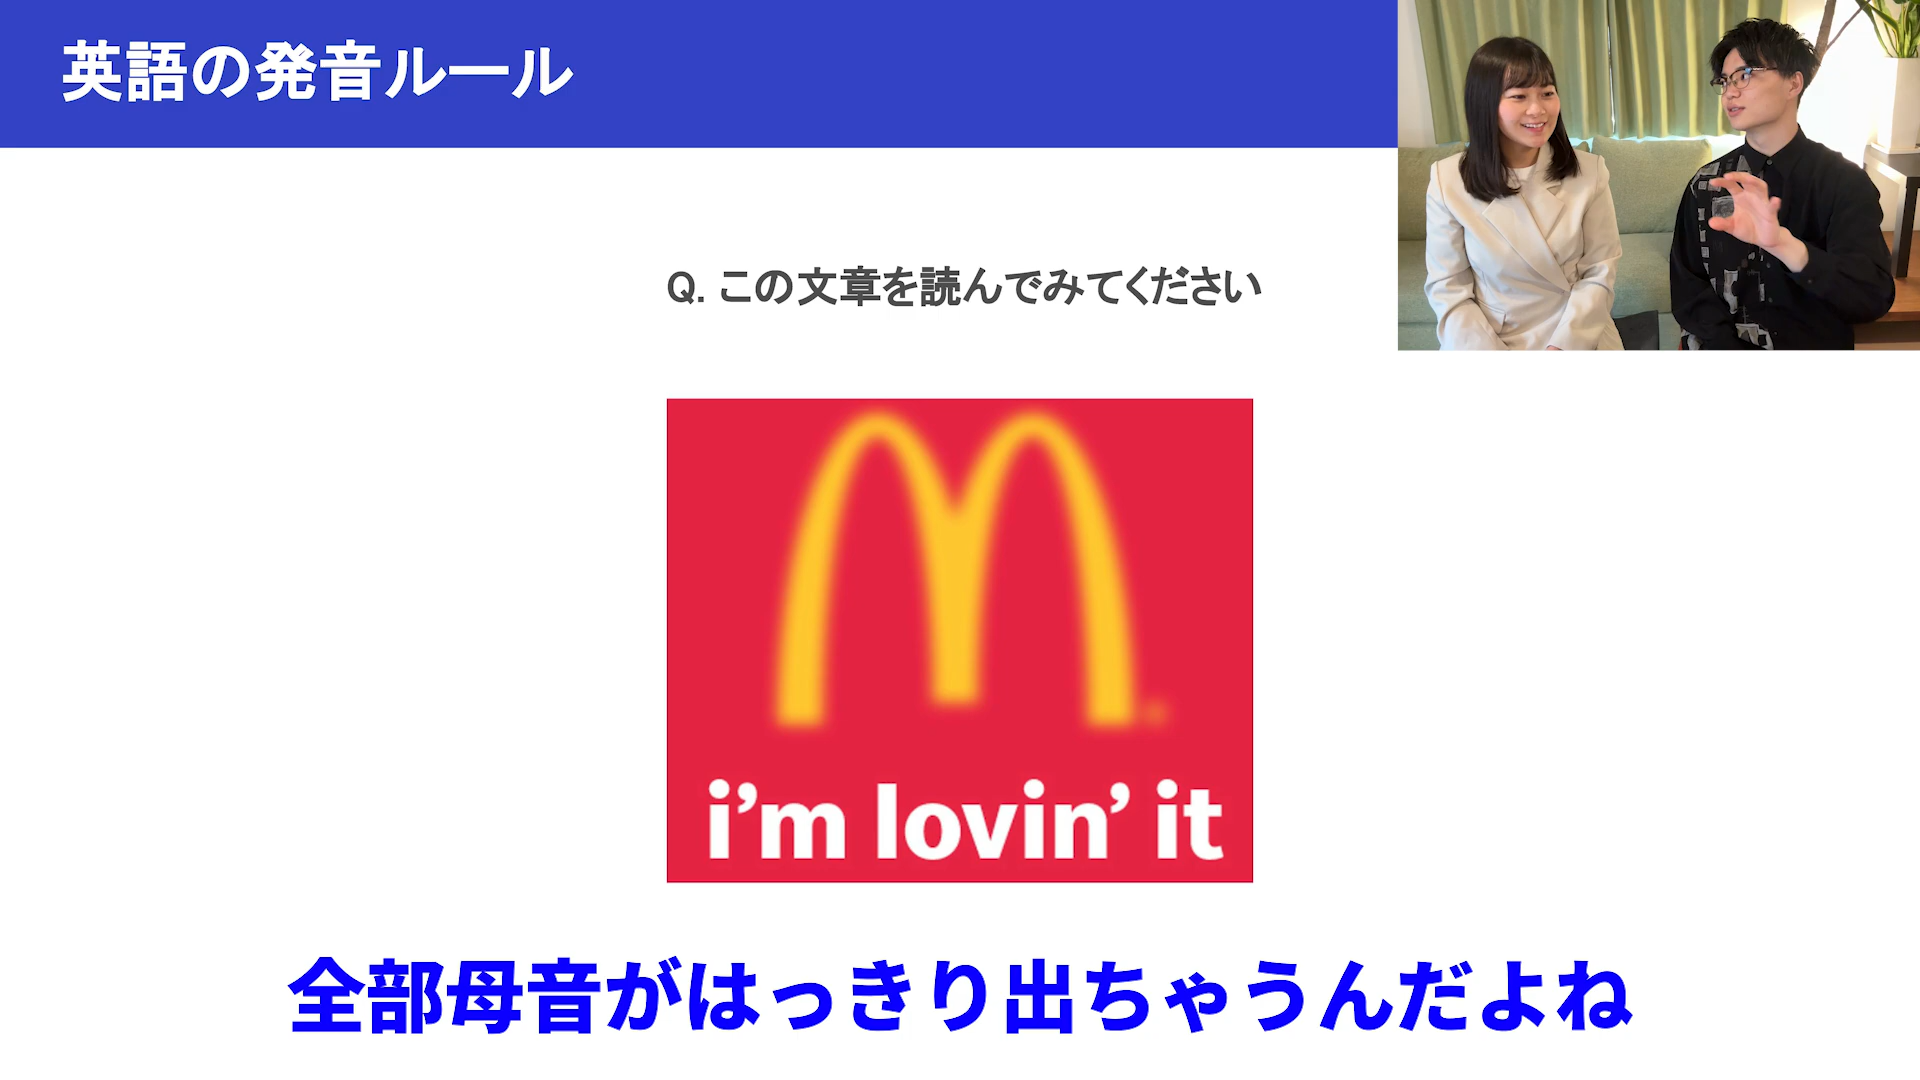 英語の発音ルール
Q. この文章を読んでみてください
i'm lovin' it
全部母音がはっきり出ちゃうんだよね